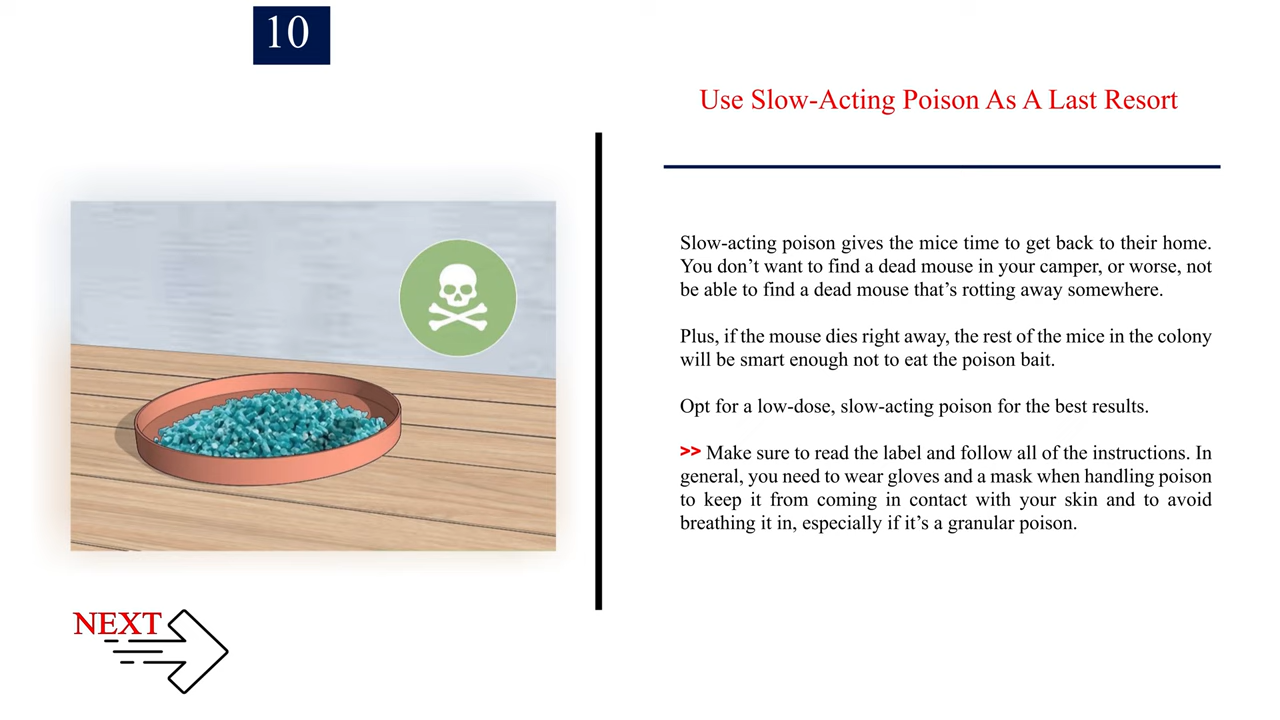 10
Use Slow-Acting Poison As A Last Resort
Slow-acting poison gives the mice time to get back to their home.
You don’t want to find a dead mouse in your camper, or worse, not
be able to find a dead mouse that’s rotting away somewhere.
Plus, if the mouse dies right away, the rest of the mice in the colony
will be smart enough not to eat the poison bait.
Opt for a low-dose, slow-acting poison for the best results.
>> Make sure to read the label and follow all of the instructions. In
general, you need to wear gloves and a mask when handling poison
to keep it from coming in contact with your skin and to avoid
breathing it in, especially if it’s a granular poison.
NEXT